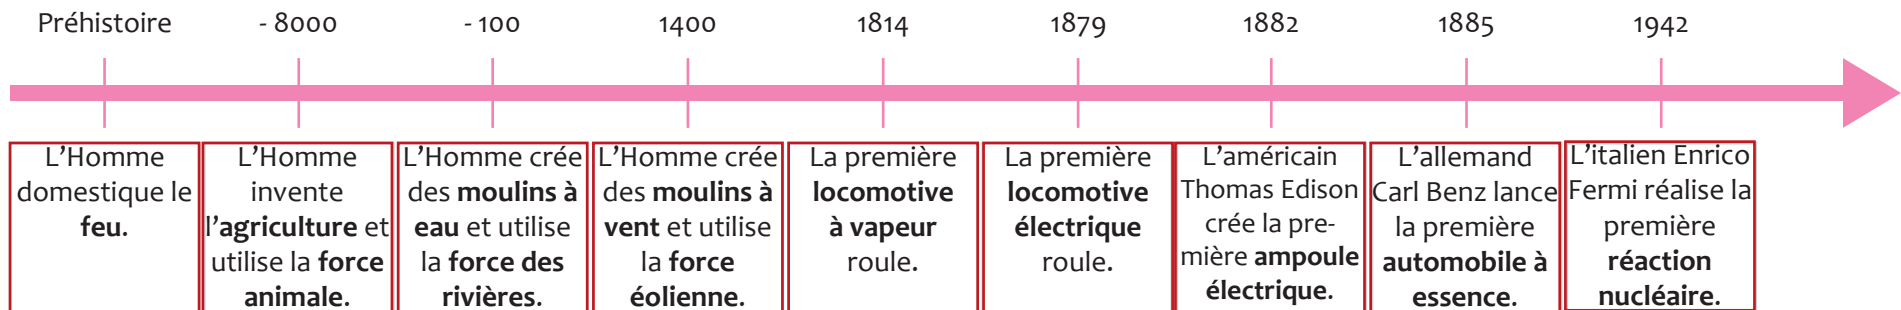 Préhistoire
- 8000
- 100
1400
1814
1879
1882
1885
1942
L’Homme
domestique le
feu.
L’Homme
invente
l’agriculture et
utilise la force
animale.
L’Homme crée
des moulins à
eau et utilise
la force des
rivières.
L’Homme crée
des moulins à
vent et utilise
la force
éolienne.
La première
locomotive
à vapeur
roule.
La première
locomotive
électrique
roule.
L’américain
Thomas Edison
crée la pre-
mière ampoule
électrique.
L’allemand
Carl Benz lance
la première
automobile à
essence.
L’italien Enrico
Fermi réalise la
première
réaction
nucléaire.